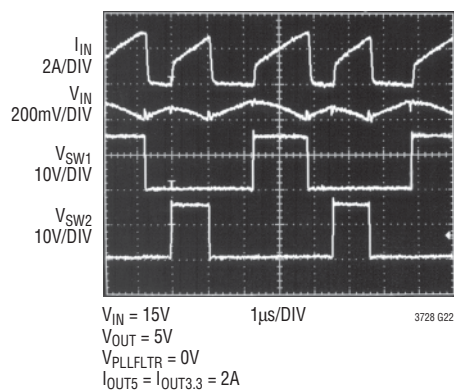 I_IN
2A/DIV
V_IN
200mV/DIV
V_SW1
10V/DIV
V_SW2
10V/DIV
V_IN = 15V
1µs/DIV
3728 G22
V_OUT = 5V
V_PLLFLTR = 0V
I_OUT5 = I_OUT3.3 = 2A